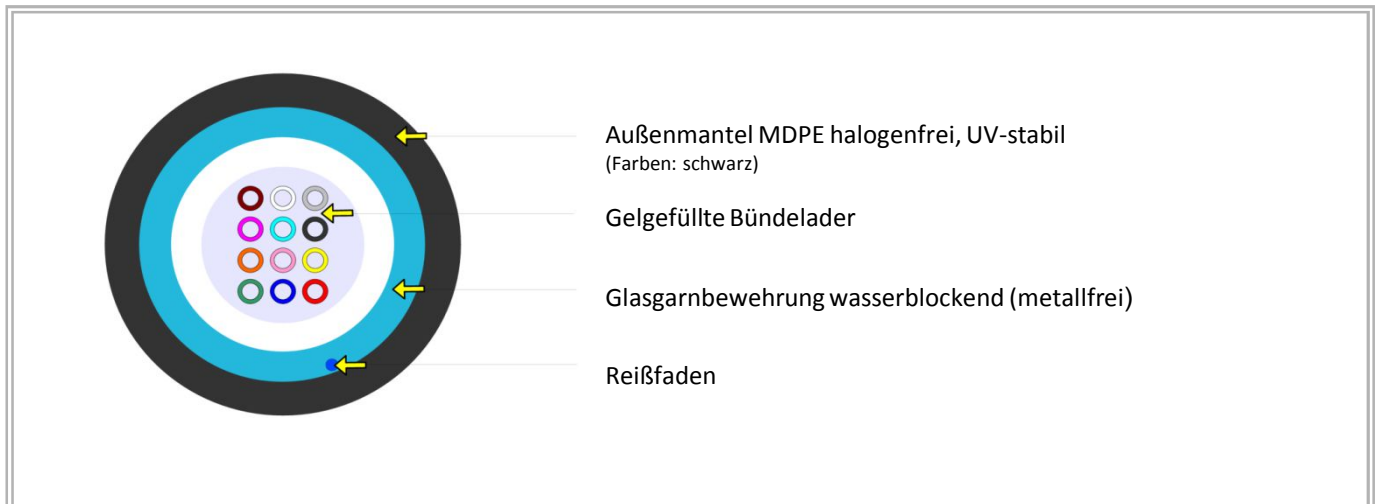 Außenmantel MDPE halogenfrei, UV-stabil
(Farben: schwarz)
Gelgefüllte Bündelader
Glasgarnbewehrung wasserblockend (metallfrei)
Reißfaden